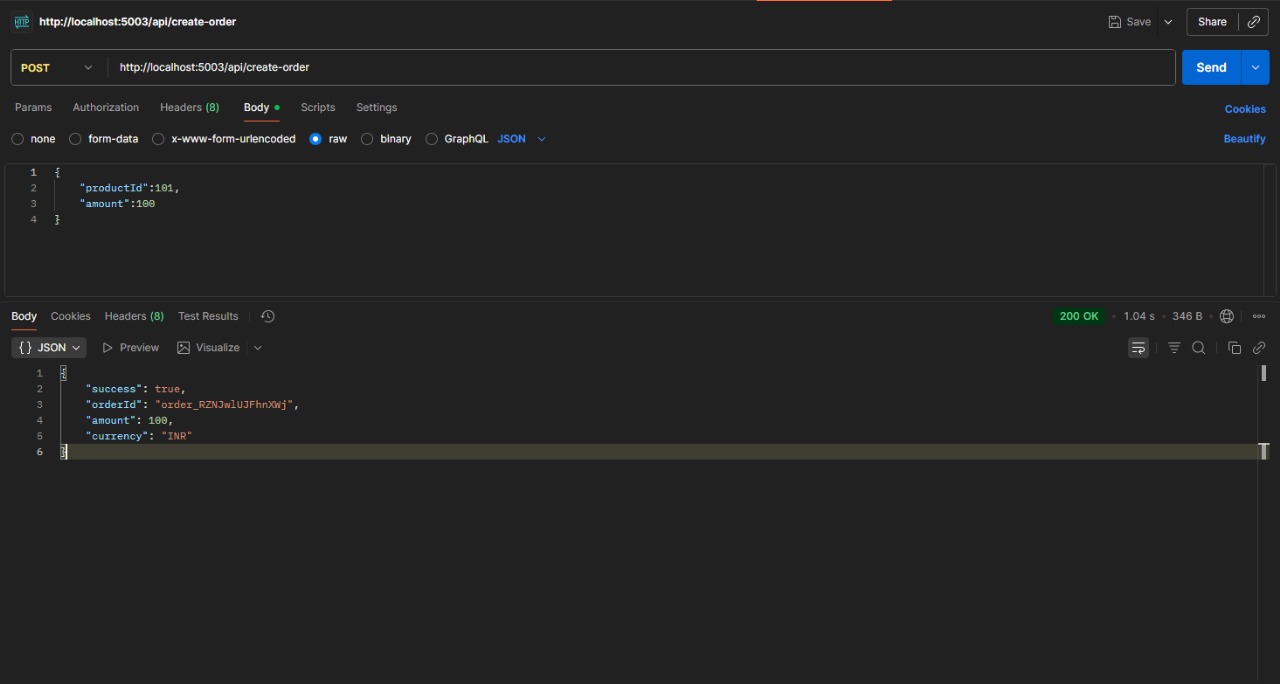 HTTP http://localhost:5003/api/create-order Save Share
POST http://localhost:5003/api/create-order Send
Params Authorization Headers (8) Body Scripts Settings Cookies
none form-data x-www-form-urlencoded raw binary GraphQL JSON Beautify
1 {
2 "productId":101,
3 "amount":100
4 }
Body Cookies Headers (8) Test Results 200 OK 1.04 s 346 B
{} JSON Preview Visualize
1 {
2 "success": true,
3 "orderId": "order_RZNJwlUJFhnXWj",
4 "amount": 100,
5 "currency": "INR"
6 }